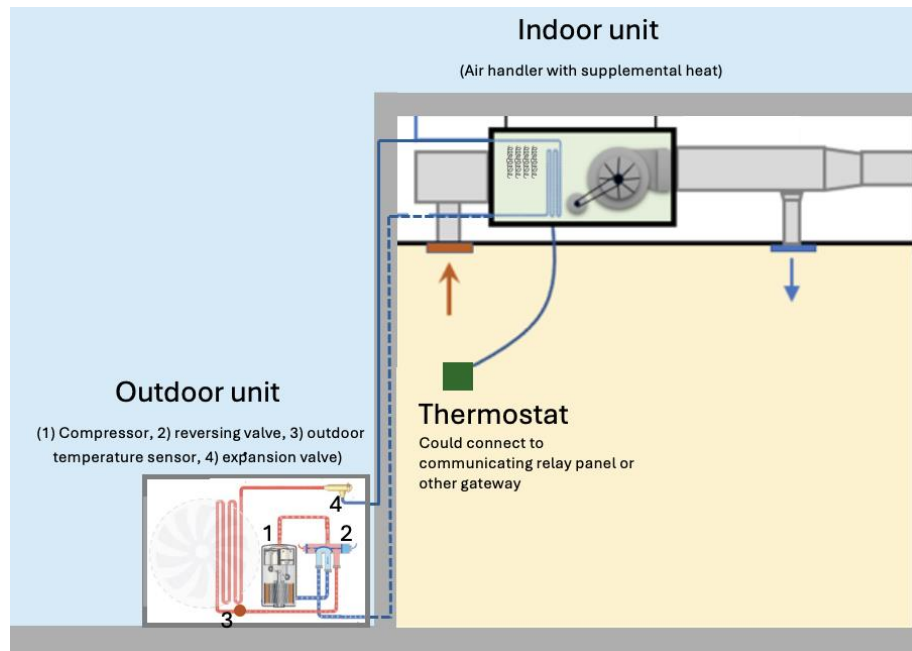 Indoor unit
(Air handler with supplemental heat)
Outdoor unit
(1) Compressor, 2) reversing valve, 3) outdoor
temperature sensor, 4) expansion valve)
Thermostat
Could connect to
communicating relay panel or
other gateway
4
1
2
3